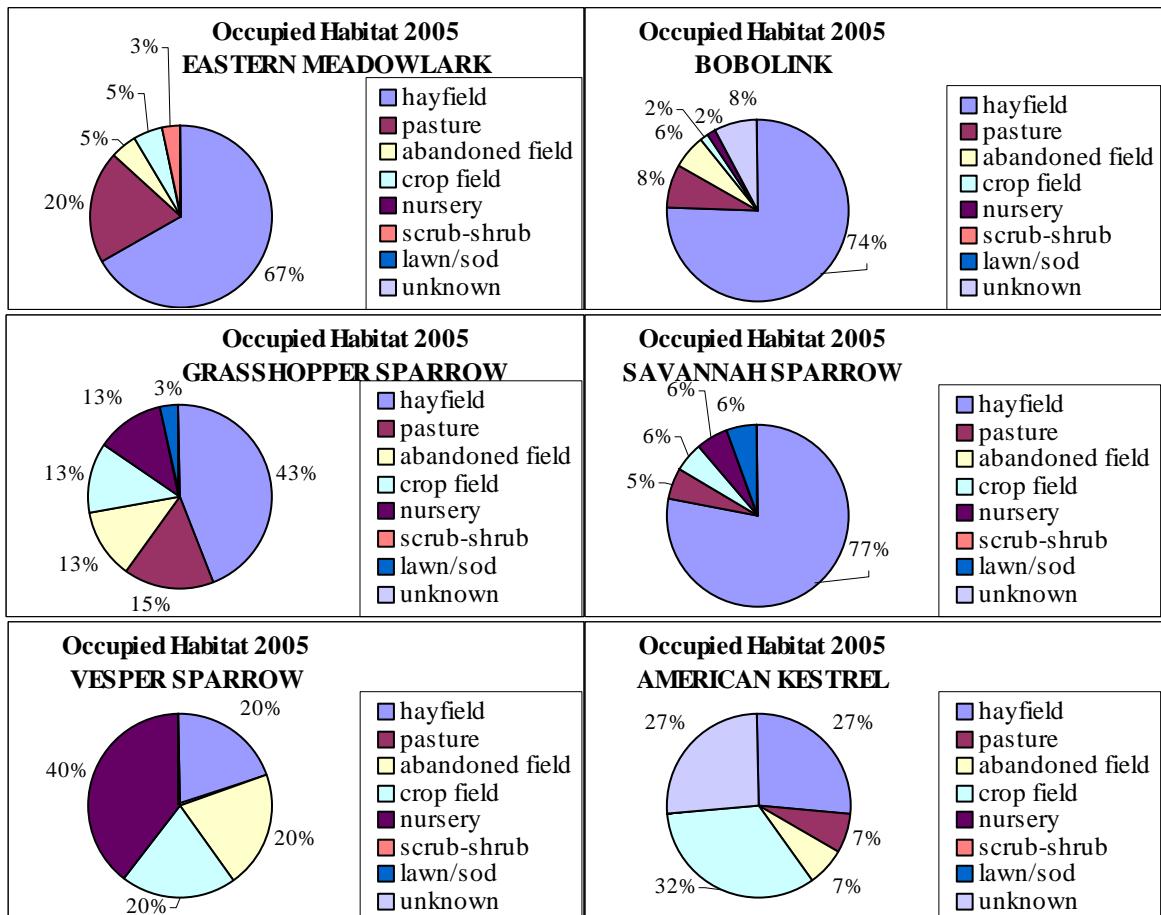 Occupied Habitat 2005
EASTERN MEADOWLARK
3%
5%
5%
20%
67%
hayfield
pasture
abandoned field
crop field
nursery
scrub-shrub
lawn/sod
unknown
Occupied Habitat 2005
BOBOLINK
8%
2%
2%
6%
8%
74%
hayfield
pasture
abandoned field
crop field
nursery
scrub-shrub
lawn/sod
unknown
Occupied Habitat 2005
GRASSHOPPER SPARROW
3%
13%
13%
43%
13%
15%
hayfield
pasture
abandoned field
crop field
nursery
scrub-shrub
lawn/sod
unknown
Occupied Habitat 2005
SAVANNAH SPARROW
6%
6%
6%
5%
77%
hayfield
pasture
abandoned field
crop field
nursery
scrub-shrub
lawn/sod
unknown
Occupied Habitat 2005
VESPER SPARROW
20%
40%
20%
20%
hayfield
pasture
abandoned field
crop field
nursery
scrub-shrub
lawn/sod
unknown
Occupied Habitat 2005
AMERICAN KESTREL
27%
27%
7%
7%
32%
hayfield
pasture
abandoned field
crop field
nursery
scrub-shrub
lawn/sod
unknown